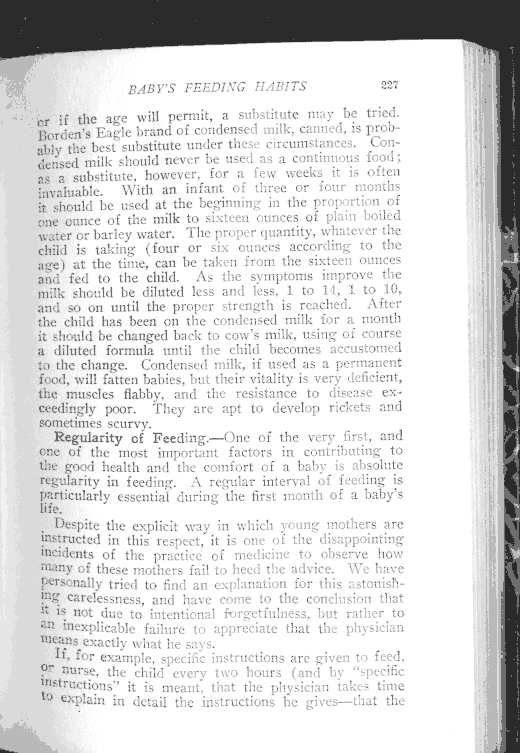 BABY'S FEEDING HABITS 227
or if the age will permit, a substitute may be tried.
Borden's Eagle brand of condensed milk, canned, is prob-
ably the best substitute under these circumstances. Con-
densed milk should never be used as a continuous food;
as a substitute, however, for a few weeks it is often
invaluable. With an infant of three or four months
it should be used at the beginning in the proportion of
one ounce of the milk to sixteen ounces of plain boiled
water or barley water. The proper quantity, whatever the
child is taking (four or six ounces according to the
age) at the time, can be taken from the sixteen ounces
and fed to the child. As the symptoms improve the
milk should be diluted less and less, 1 to 14, 1 to 10,
and so on until the proper strength is reached. After
the child has been on the condensed milk for a month
it should be changed back to cow's milk, using of course
a diluted formula until the child becomes accustomed
to the change. Condensed milk, if used as a permanent
food, will fatten babies, but their vitality is very deficient,
the muscles flabby, and the resistance to disease ex-
ceedingly poor. They are apt to develop rickets and
sometimes scurvy.
Regularity of Feeding.—One of the very first, and
one of the most important factors in contributing to
the good health and the comfort of a baby is absolute
regularity in feeding. A regular interval of feeding is
particularly essential during the first month of a baby's
life.
Despite the explicit way in which young mothers are
instructed in this respect, it is one of the disappointing
incidents of the practice of medicine to observe how
many of these mothers fail to heed the advice. We have
personally tried to find an explanation for this astonish-
ing carelessness, and have come to the conclusion that
it is not due to intentional forgetfulness, but rather to
an inexplicable failure to appreciate that the physician
means exactly what he says.
If, for example, specific instructions are given to feed,
or nurse, the child every two hours (and by "specific
instructions" it is meant, that the physician takes time
to explain in detail the instructions he gives—that the